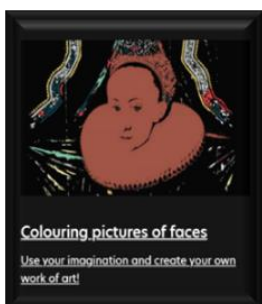 Colouring pictures of faces
Use your imagination and create your own
work of art!